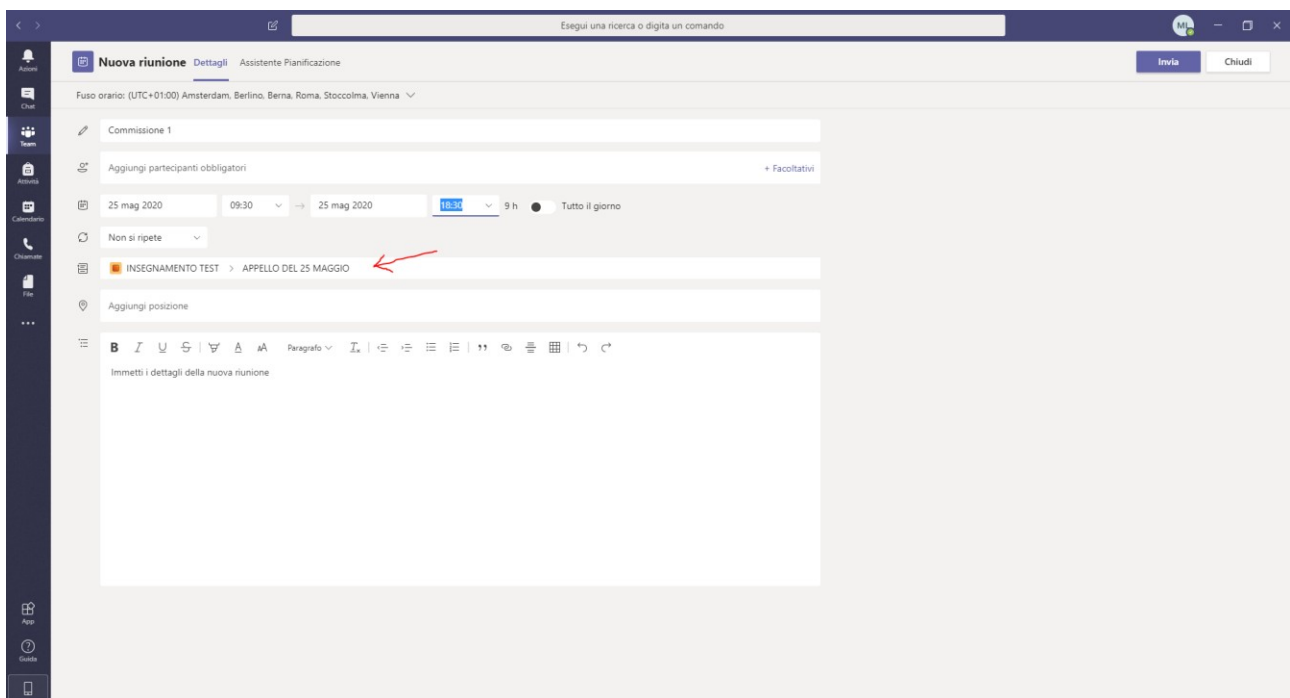 Esegui una ricerca o digita un comando
ML
Azioni
Chat
Team
Attività
Calendario
Chiamate
File
App
Guida
Nuova riunione Dettagli Assistente Pianificazione
Invia Chiudi
Fuso orario: (UTC+01:00) Amsterdam, Berlino, Berna, Roma, Stoccolma, Vienna
Commissione 1
Aggiungi partecipanti obbligatori + Facoltativi
25 mag 2020 09:30 → 25 mag 2020 18:30 9 h Tutto il giorno
Non si ripete
INSEGNAMENTO TEST > APPELLO DEL 25 MAGGIO
Aggiungi posizione
B I U S A AA Paragrafo
Immetti i dettagli della nuova riunione